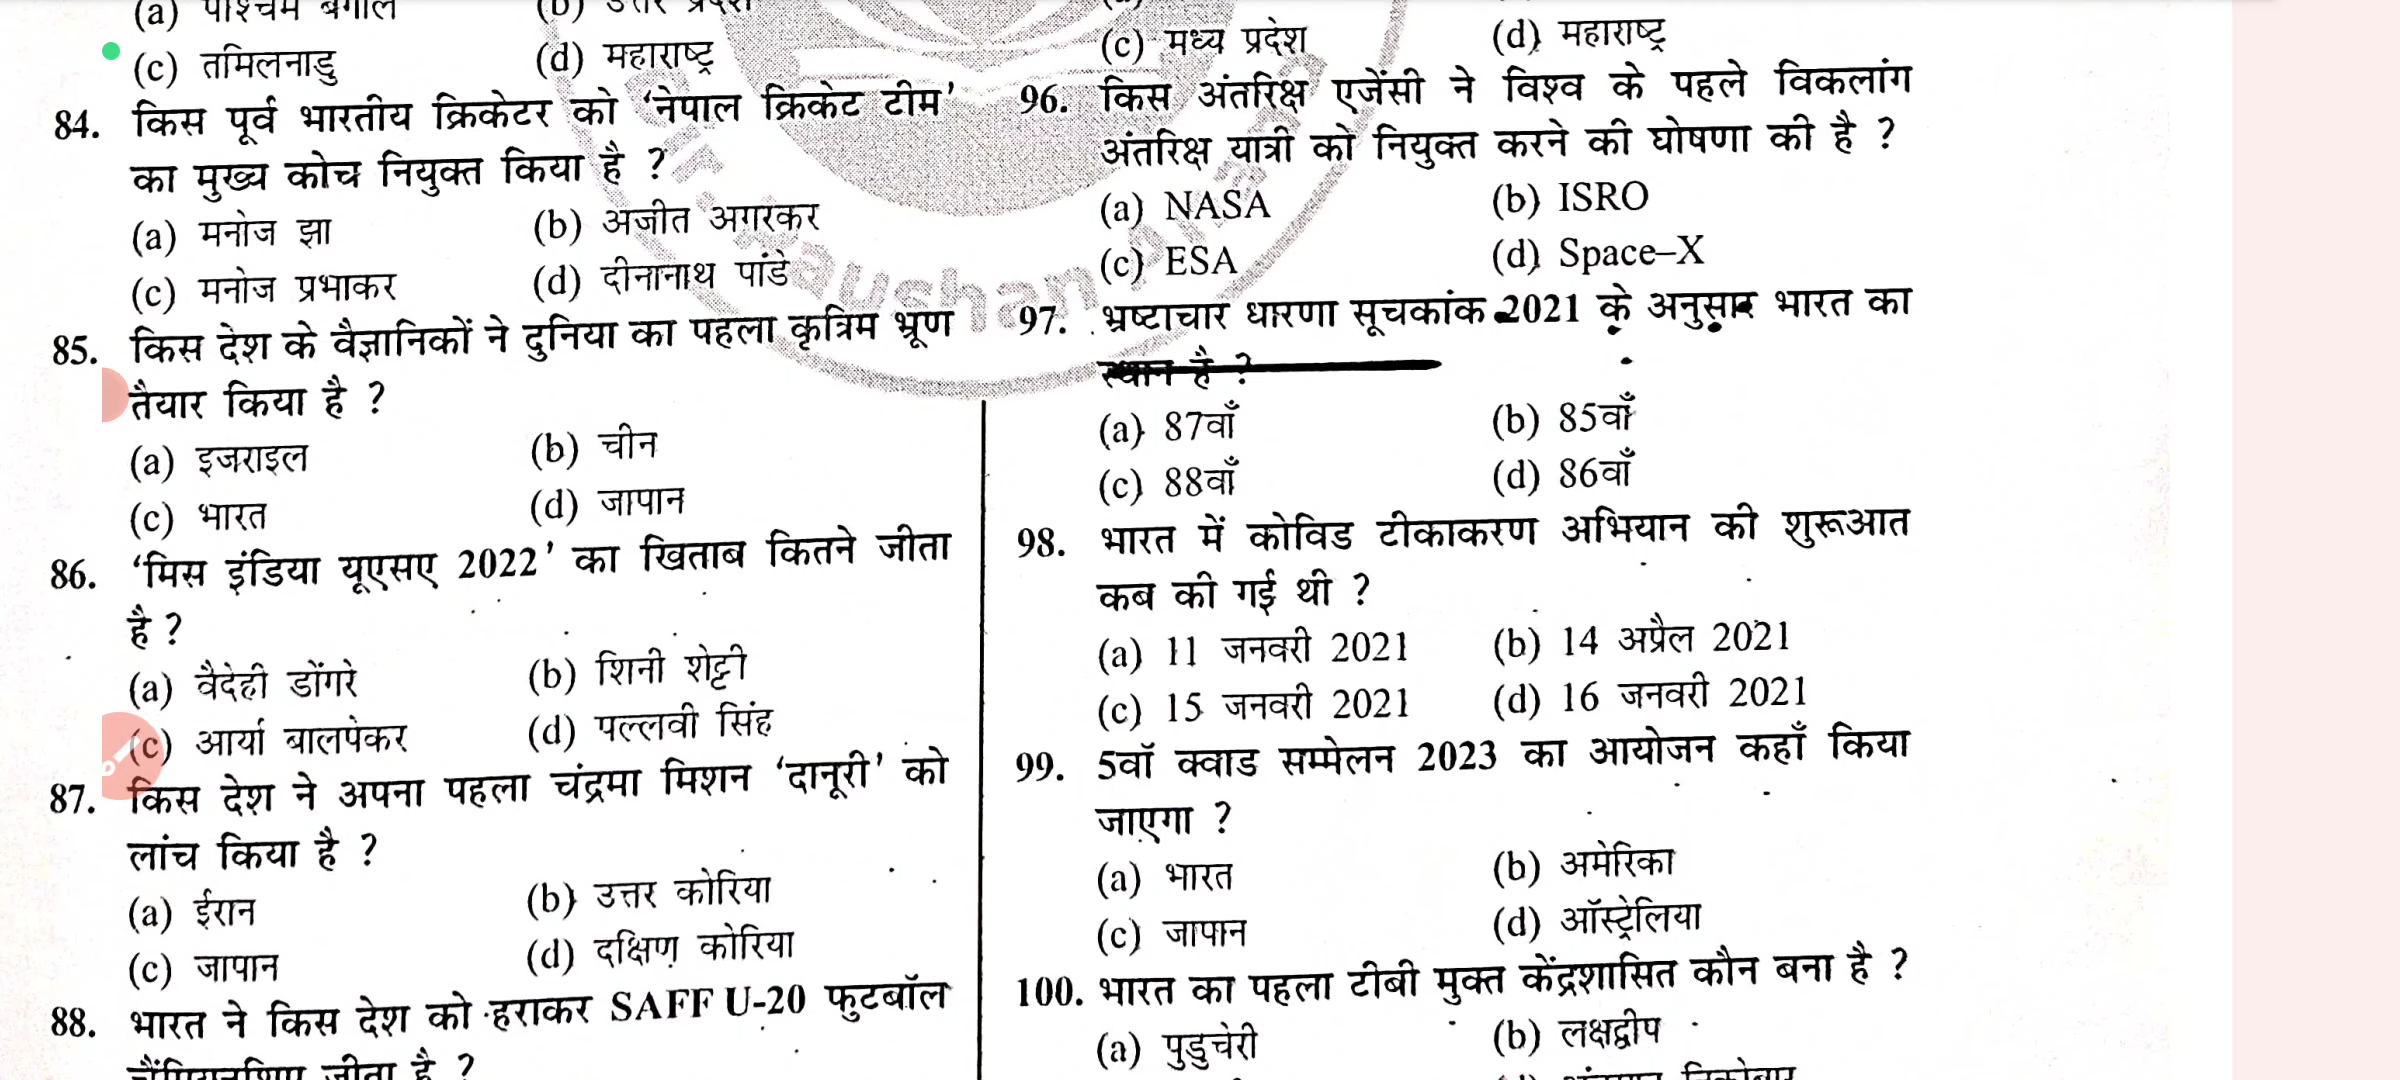 (a) पश्चिम बंगाल
(b) उत्तर प्रदेश
(c) तमिलनाडु
(d) महाराष्ट्र
84. किस पूर्व भारतीय क्रिकेटर को ‘नेपाल क्रिकेट टीम’
का मुख्य कोच नियुक्त किया है ?
(a) मनोज झा
(b) अजीत अगरकर
(c) मनोज प्रभाकर
(d) दीनानाथ पांडे
85. किस देश के वैज्ञानिकों ने दुनिया का पहला कृत्रिम भ्रूण
तैयार किया है ?
(a) इजराइल
(b) चीन
(c) भारत
(d) जापान
86. ‘मिस इंडिया यूएसए 2022’ का खिताब कितने जीता
है ?
(a) वैदेही डोंगरे
(b) शिनी शेट्टी
(c) आर्या बालपेकर
(d) पल्लवी सिंह
87. किस देश ने अपना पहला चंद्रमा मिशन ‘दानूरी’ को
लांच किया है ?
(a) ईरान
(b) उत्तर कोरिया
(c) जापान
(d) दक्षिण कोरिया
88. भारत ने किस देश को हराकर SAFF U-20 फुटबॉल
चैंपियनशिप जीता है ?
(c) मध्य प्रदेश
(d) महाराष्ट्र
96. किस अंतरिक्ष एजेंसी ने विश्व के पहले विकलांग
अंतरिक्ष यात्री को नियुक्त करने की घोषणा की है ?
(a) NASA
(b) ISRO
(c) ESA
(d) Space–X
97. भ्रष्टाचार धारणा सूचकांक 2021 के अनुसार भारत का
स्थान है ?
(a) 87वाँ
(b) 85वाँ
(c) 88वाँ
(d) 86वाँ
98. भारत में कोविड टीकाकरण अभियान की शुरूआत
कब की गई थी ?
(a) 11 जनवरी 2021
(b) 14 अप्रैल 2021
(c) 15 जनवरी 2021
(d) 16 जनवरी 2021
99. 5वॉ क्वाड सम्मेलन 2023 का आयोजन कहाँ किया
जाएगा ?
(a) भारत
(b) अमेरिका
(c) जापान
(d) ऑस्ट्रेलिया
100. भारत का पहला टीबी मुक्त केंद्रशासित कौन बना है ?
(a) पुडुचेरी
(b) लक्षद्वीप